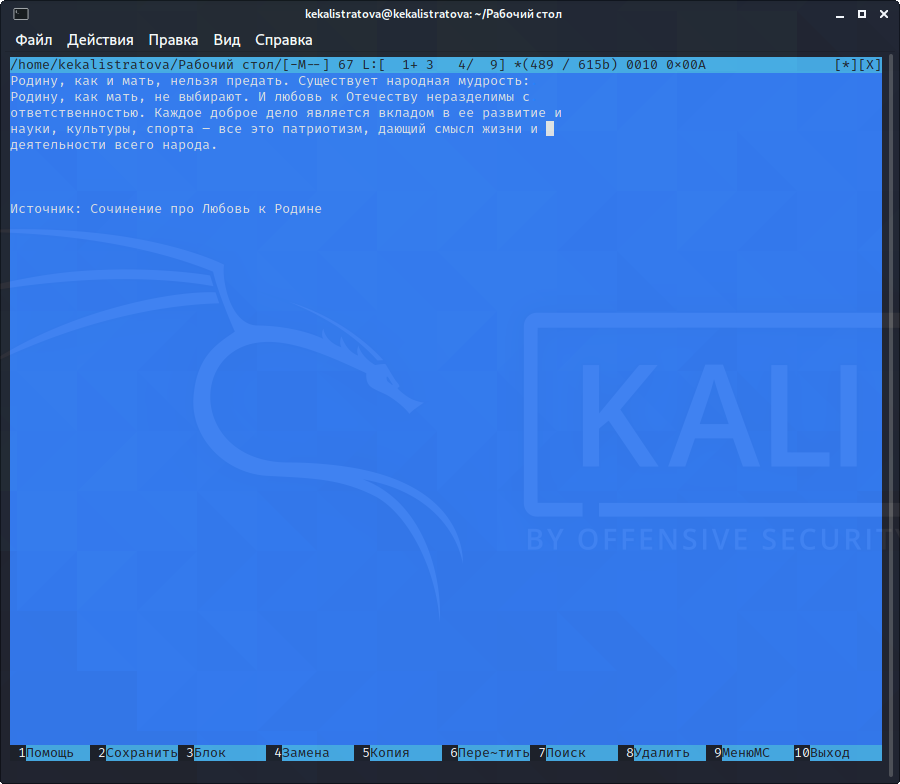 kekalistratova@kekalistratova: ~/Рабочий стол
Файл Действия Правка Вид Справка
/home/kekalistratova/Рабочий стол/[-M--] 67 L:[  1+ 3   4/  9] *(489 / 615b) 0010 0x00A [*][X]
Родину, как и мать, нельзя предать. Существует народная мудрость:
Родину, как мать, не выбирают. И любовь к Отечеству неразделимы с
ответственностью. Каждое доброе дело является вкладом в ее развитие и
науки, культуры, спорта — все это патриотизм, дающий смысл жизни и
деятельности всего народа.
Источник: Сочинение про Любовь к Родине
KALI
BY OFFENSIVE SECURIT
1Помощь 2Сохранить 3Блок 4Замена 5Копия 6Пере~тить 7Поиск 8Удалить 9МенюMC 10Выход